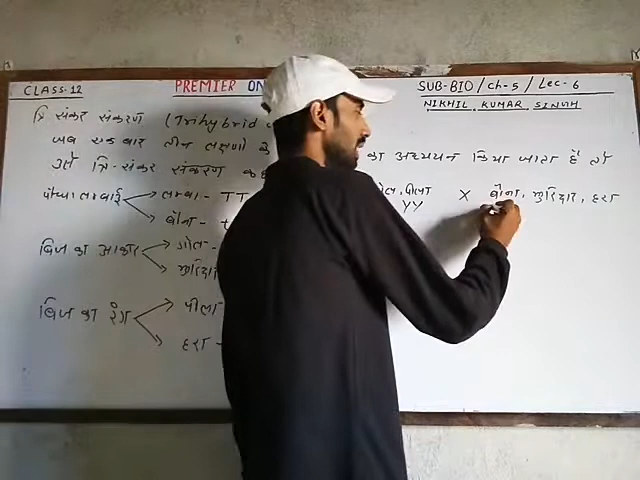 CLASS-12 PREMIER ON SUB-BIO/Ch-5/Lec-6
NIKHIL KUMAR SINGH
त्रि संकर संकरण (Trihybrid
जब एक बार तीन लक्षणों का अध्ययन किया जाता है तो
उसे त्रि-संकर संकरण
पौधा लम्बाई लम्बा - TT गोल, पीला X बौना, झुरिदार, हरा
YY
बौना -
बिज का आकार गोल -
झुरिदार
बिज का रंग पीला
हरा -